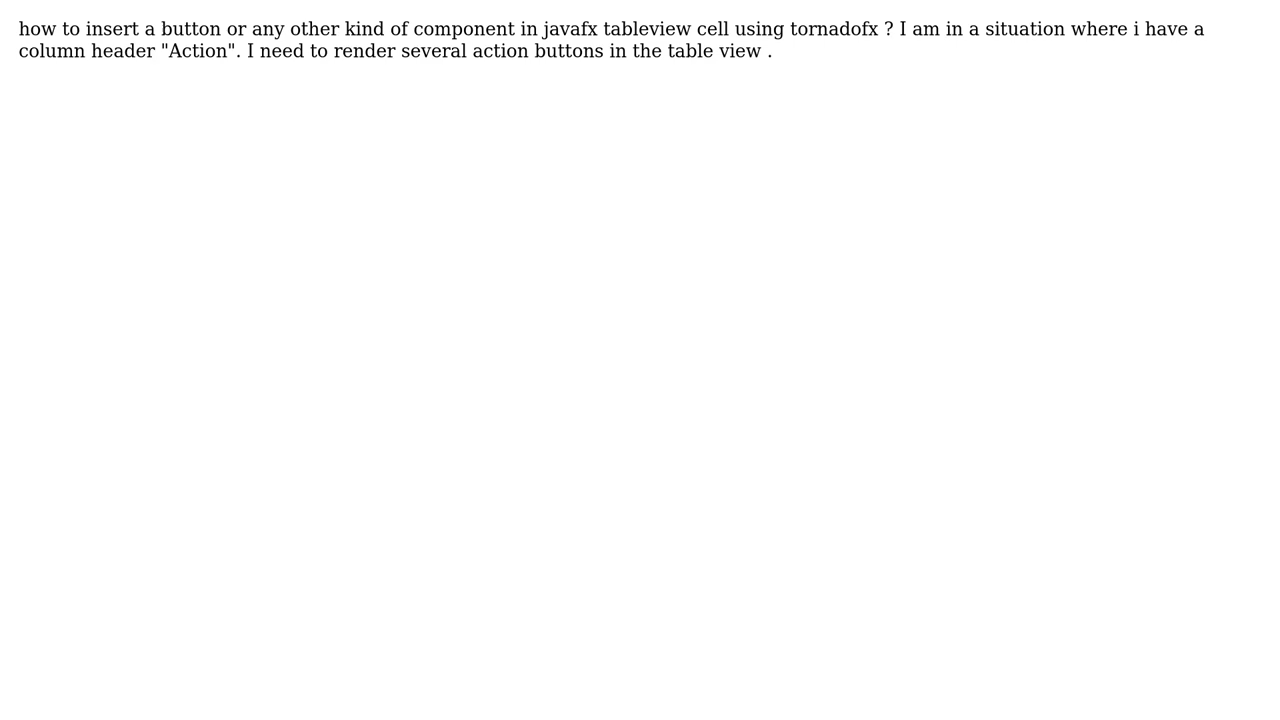 how to insert a button or any other kind of component in javafx tableview cell using tornadofx ? I am in a situation where i have a
column header "Action". I need to render several action buttons in the table view .